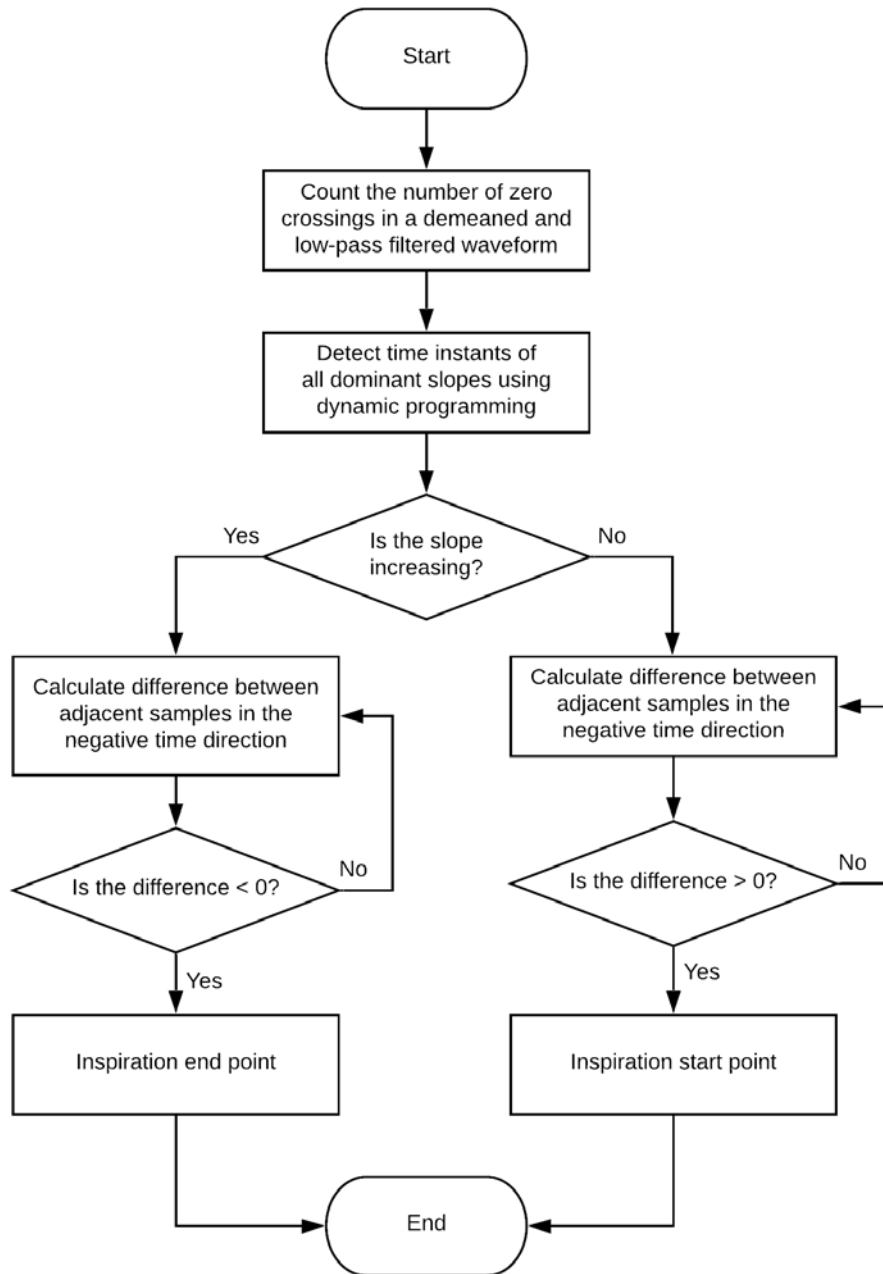 Start
Count the number of zero
crossings in a demeaned and
low-pass filtered waveform
Detect time instants of
all dominant slopes using
dynamic programming
Is the slope
increasing?
Yes
No
Calculate difference between
adjacent samples in the
negative time direction
Is the difference < 0?
No
Yes
Inspiration end point
Calculate difference between
adjacent samples in the
negative time direction
Is the difference > 0?
No
Yes
Inspiration start point
End